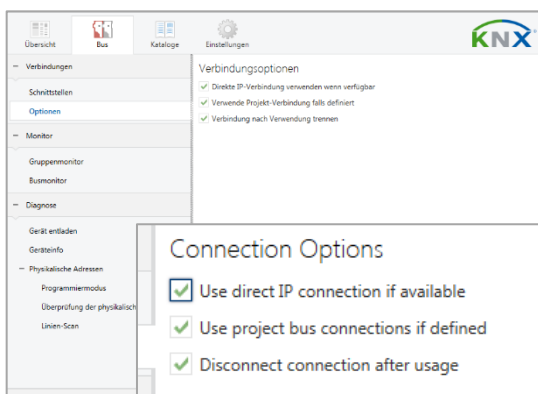 Übersicht
Bus
Kataloge
Einstellungen
KNX
Verbindungen
Schnittstellen
Optionen
Monitor
Gruppenmonitor
Busmonitor
Diagnose
Gerät entladen
Geräteinfo
Physikalische Adressen
Programmiermodus
Überprüfung der physikalisch
Linien-Scan
Verbindungsoptionen
Direkte IP-Verbindung verwenden wenn verfügbar
Verwende Projekt-Verbindung falls definiert
Verbindung nach Verwendung trennen
Connection Options
Use direct IP connection if available
Use project bus connections if defined
Disconnect connection after usage